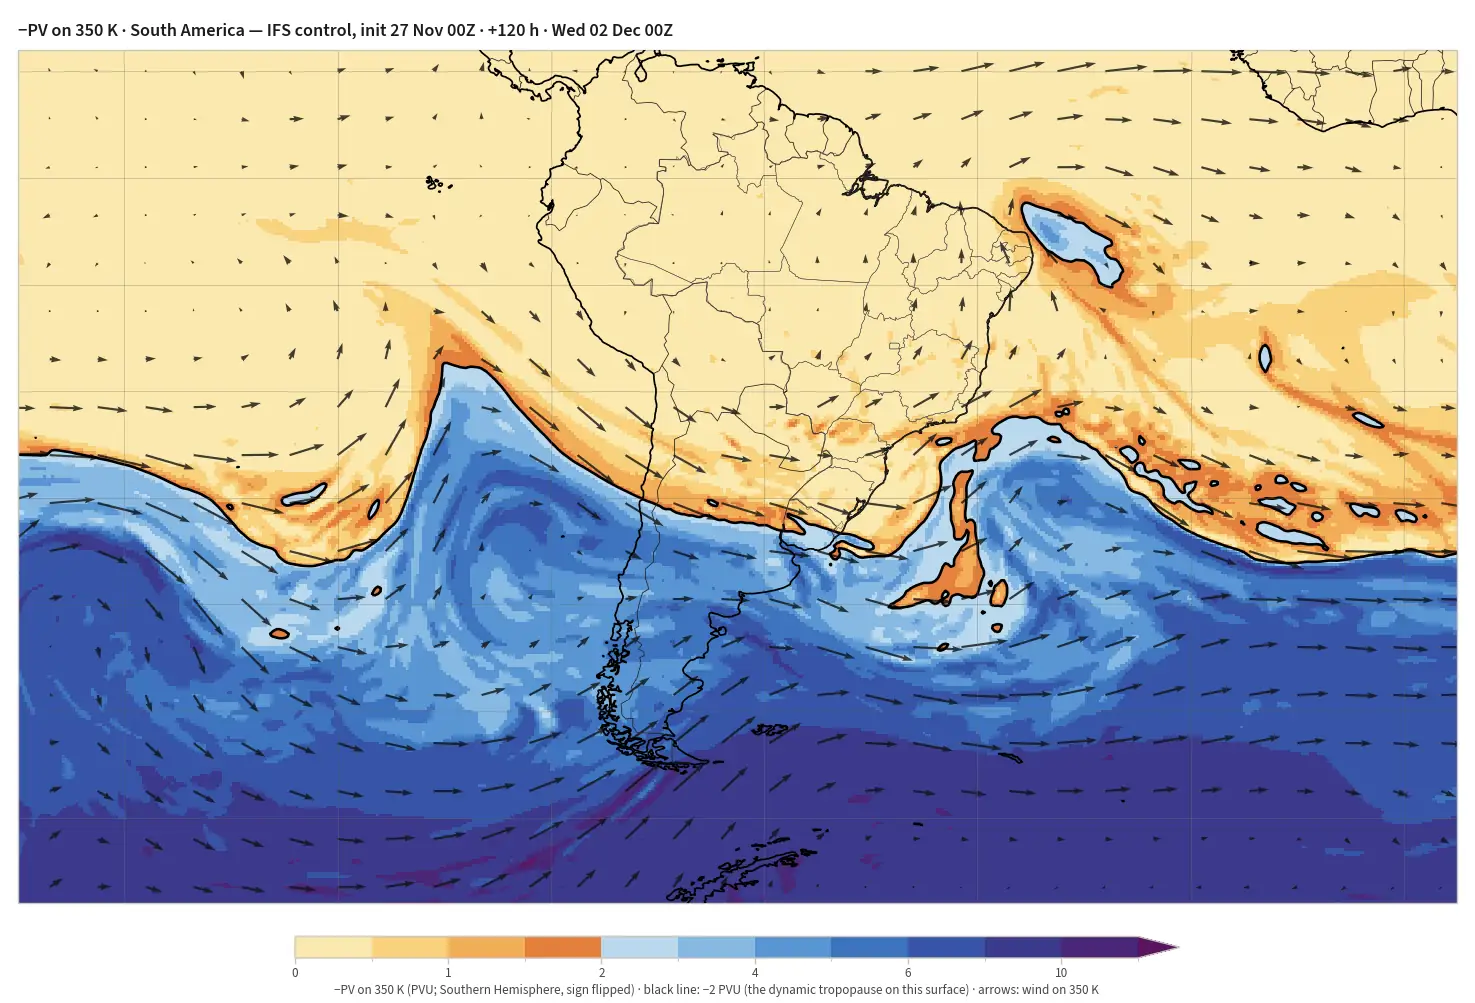 −PV on 350 K · South America — IFS control, init 27 Nov 00Z · +120 h · Wed 02 Dec 00Z
0 1 2 4 6 10
−PV on 350 K (PVU; Southern Hemisphere, sign flipped) · black line: −2 PVU (the dynamic tropopause on this surface) · arrows: wind on 350 K